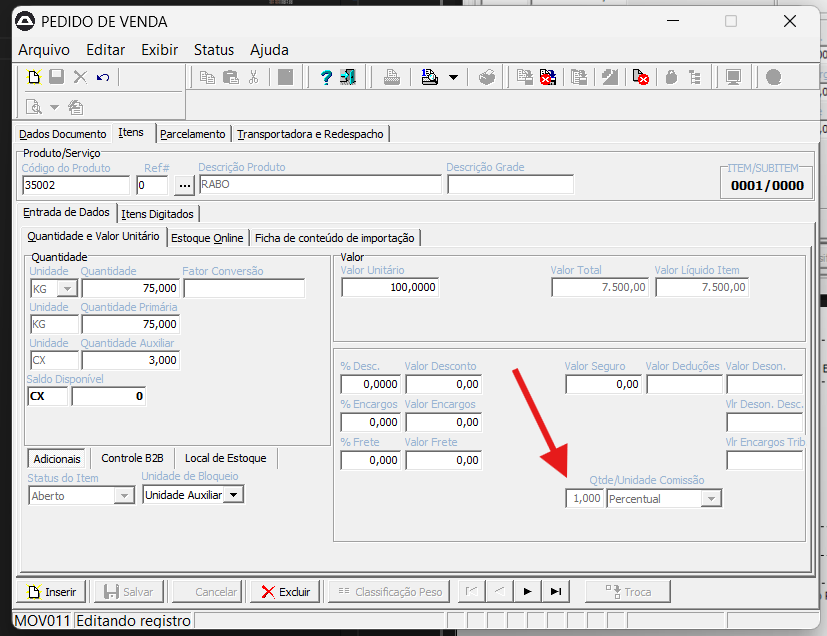 PEDIDO DE VENDA
Arquivo Editar Exibir Status Ajuda
Dados Documento Itens Parcelamento Transportadora e Redespacho
Produto/Serviço
Código do Produto Ref# Descrição Produto Descrição Grade ITEM/SUBITEM
35002 0 ... RABO 0001/0000
Entrada de Dados Itens Digitados
Quantidade e Valor Unitário Estoque Online Ficha de conteúdo de importação
Quantidade Valor
Unidade Quantidade Fator Conversão Valor Unitário Valor Total Valor Líquido Item
KG 75,000 100,0000 7.500,00 7.500,00
Unidade Quantidade Primária
KG 75,000
Unidade Quantidade Auxiliar
CX 3,000
% Desc. Valor Desconto Valor Seguro Valor Deduções Valor Deson.
Saldo Disponível
0,0000 0,00 0,00
CX 0
% Encargos Valor Encargos Vlr Deson. Desc.
0,000 0,00
% Frete Valor Frete Vlr Encargos Trib
0,000 0,00
Adicionais Controle B2B Local de Estoque
Status do Item Unidade de Bloqueio Qtde/Unidade Comissão
Aberto Unidade Auxiliar 1,000 Percentual
Inserir Salvar Cancelar Excluir Classificação Peso Troca
MOV011 Editando registro